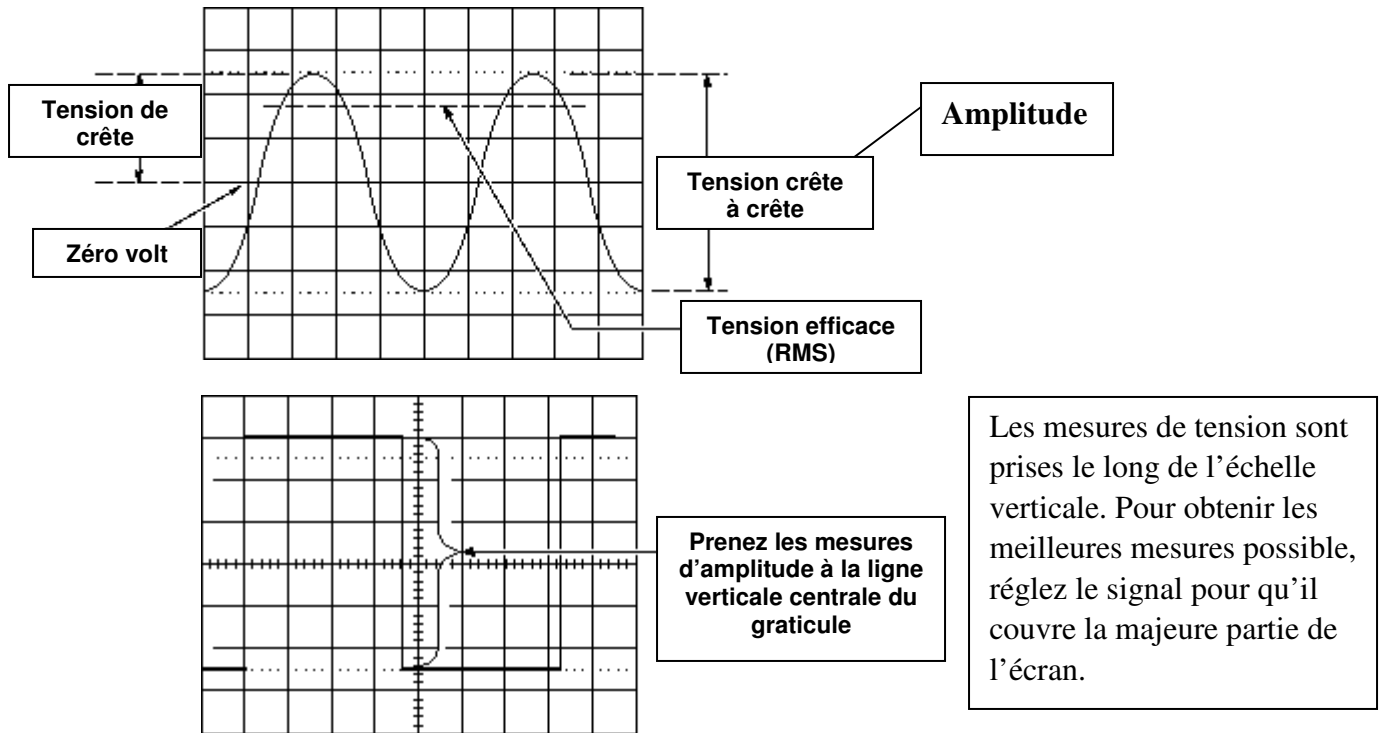 Tension de
crête
Amplitude
Tension crête
à crête
Zéro volt
Tension efficace
(RMS)
Prenez les mesures
d'amplitude à la ligne
verticale centrale du
graticule
Les mesures de tension sont
prises le long de l'échelle
verticale. Pour obtenir les
meilleures mesures possible,
réglez le signal pour qu'il
couvre la majeure partie de
l'écran.